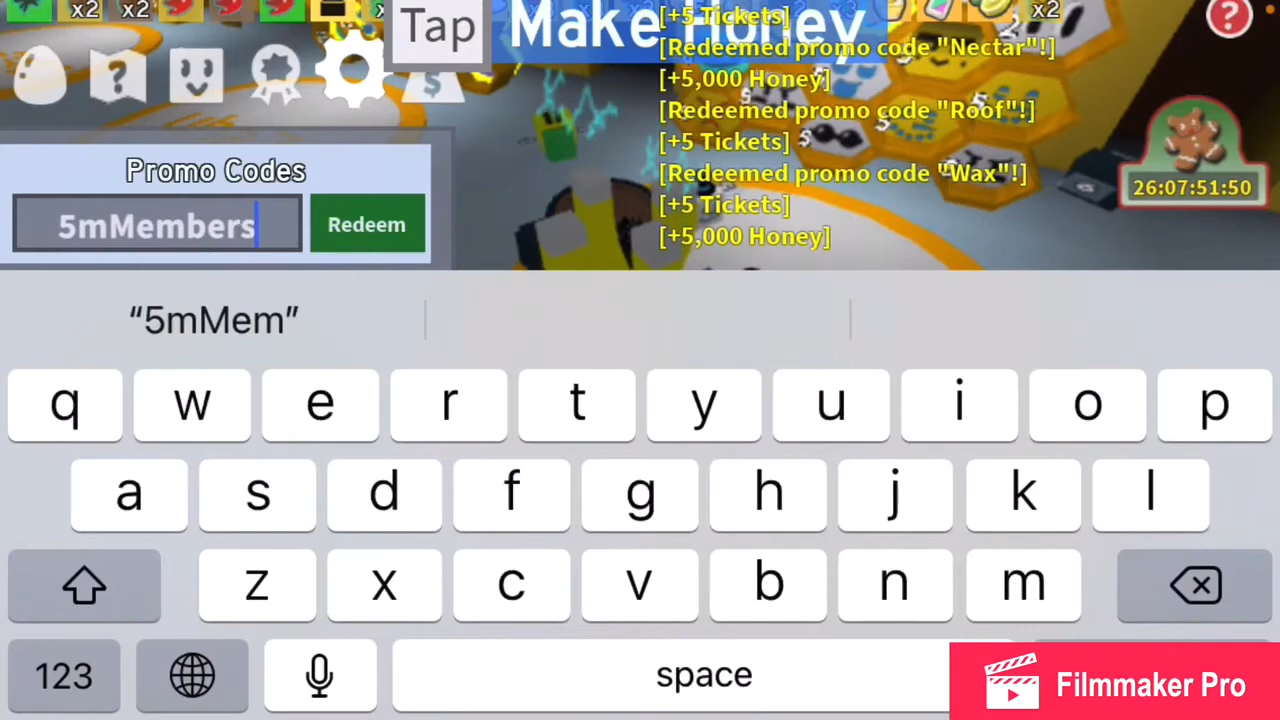 x2 x2 x2
Tap
Make Honey
[+5 Tickets]
[Redeemed promo code "Nectar"!]
[+5,000 Honey]
[Redeemed promo code "Roof"!]
[+5 Tickets]
[Redeemed promo code "Wax"!]
[+5 Tickets]
[+5,000 Honey]
?
?
$
26:07:51:50
Promo Codes
5mMembers
Redeem
“5mMem”
q w e r t y u i o p
a s d f g h j k l
z x c v b n m
123
space
Filmmaker Pro